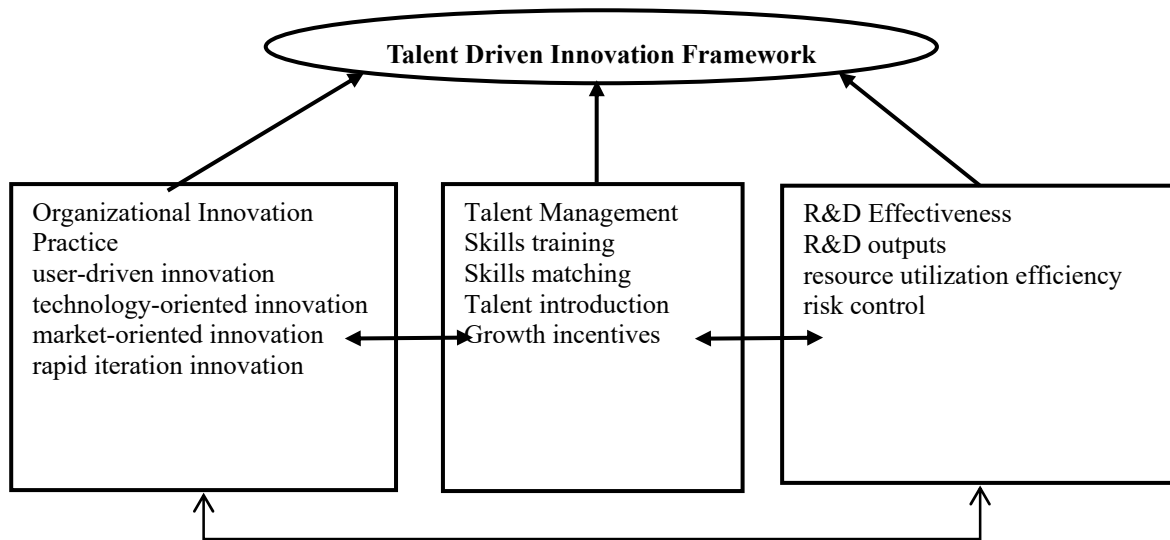 Talent Driven Innovation Framework
Organizational Innovation
Practice
user-driven innovation
technology-oriented innovation
market-oriented innovation
rapid iteration innovation
Talent Management
Skills training
Skills matching
Talent introduction
Growth incentives
R&D Effectiveness
R&D outputs
resource utilization efficiency
risk control